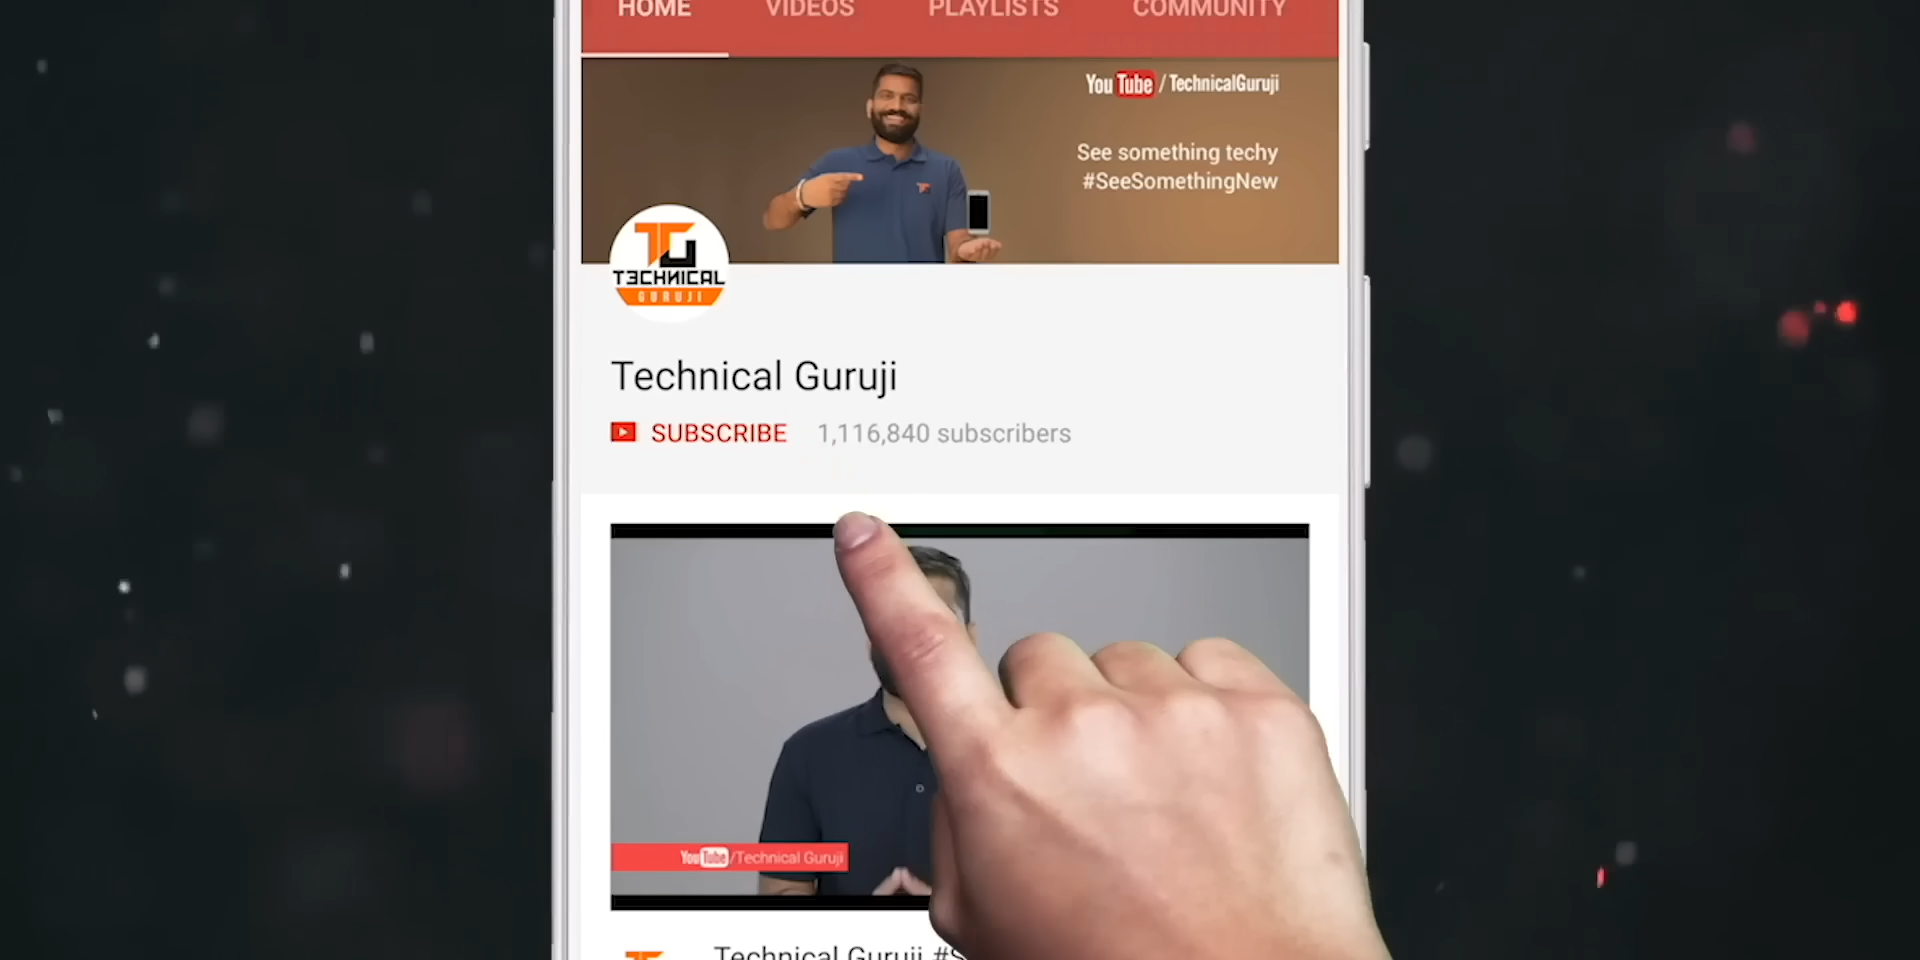 HOME VIDEOS PLAYLISTS COMMUNITY
YouTube / TechnicalGuruji
See something techy
#SeeSomethingNew
TG
TECHNICAL
GURUJI
Technical Guruji
SUBSCRIBE 1,116,840 subscribers
YouTube/Technical Guruji
Technical Guruji